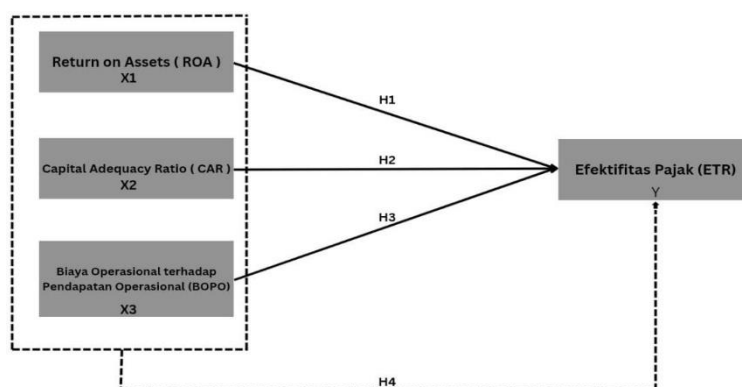 Return on Assets ( ROA )
X1
H1
Capital Adequacy Ratio ( CAR )
X2
H2
Efektifitas Pajak (ETR)
Y
H3
Biaya Operasional terhadap
Pendapatan Operasional (BOPO)
X3
H4